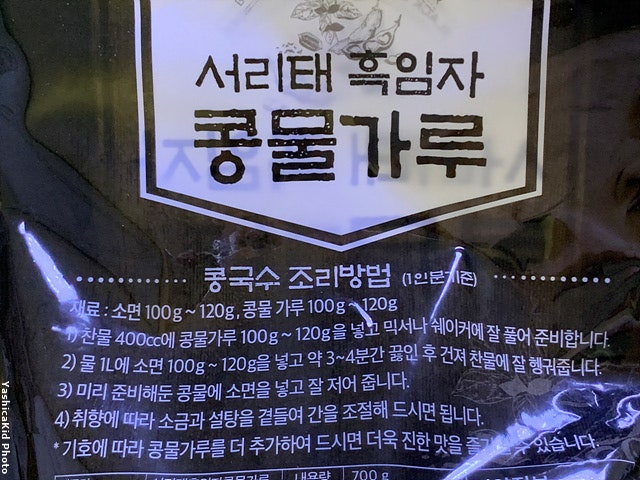 서리태 흑임자
콩물가루
콩국수 조리방법 (1인분기준)
재료 : 소면 100g ~ 120g, 콩물 가루 100g ~ 120g
1) 찬물 400cc에 콩물가루 100g ~ 120g을 넣고 믹서나 쉐이커에 잘 풀어 준비합니다.
2) 물 1L에 소면 100g ~ 120g을 넣고 약 3~4분간 끓인 후 건져 찬물에 잘 헹궈줍니다.
3) 미리 준비해둔 콩물에 소면을 넣고 잘 저어 줍니다.
4) 취향에 따라 소금과 설탕을 곁들여 간을 조절해 드시면 됩니다.
* 기호에 따라 콩물가루를 더 추가하여 드시면 더욱 진한 맛을 즐기실 수 있습니다.
내용량 700 g
YashicaKid Photo